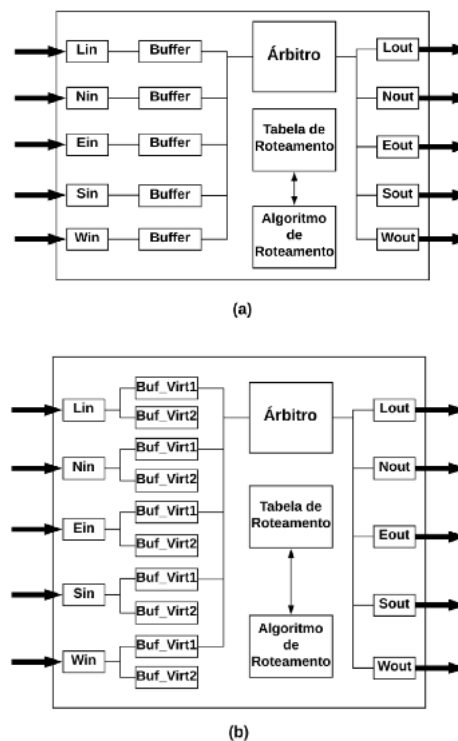 Lin Buffer Árbitro Lout
Nin Buffer Nout
Ein Buffer Tabela de Eout
Roteamento
Sin Buffer Algoritmo Sout
de
Win Buffer Roteamento Wout
(a)
Buf_Virt1
Lin Árbitro Lout
Buf_Virt2
Buf_Virt1
Nin Nout
Buf_Virt2
Tabela de
Buf_Virt1 Roteamento
Ein Eout
Buf_Virt2
Buf_Virt1
Sin Sout
Buf_Virt2
Algoritmo de
Buf_Virt1 Roteamento
Win Wout
Buf_Virt2
(b)